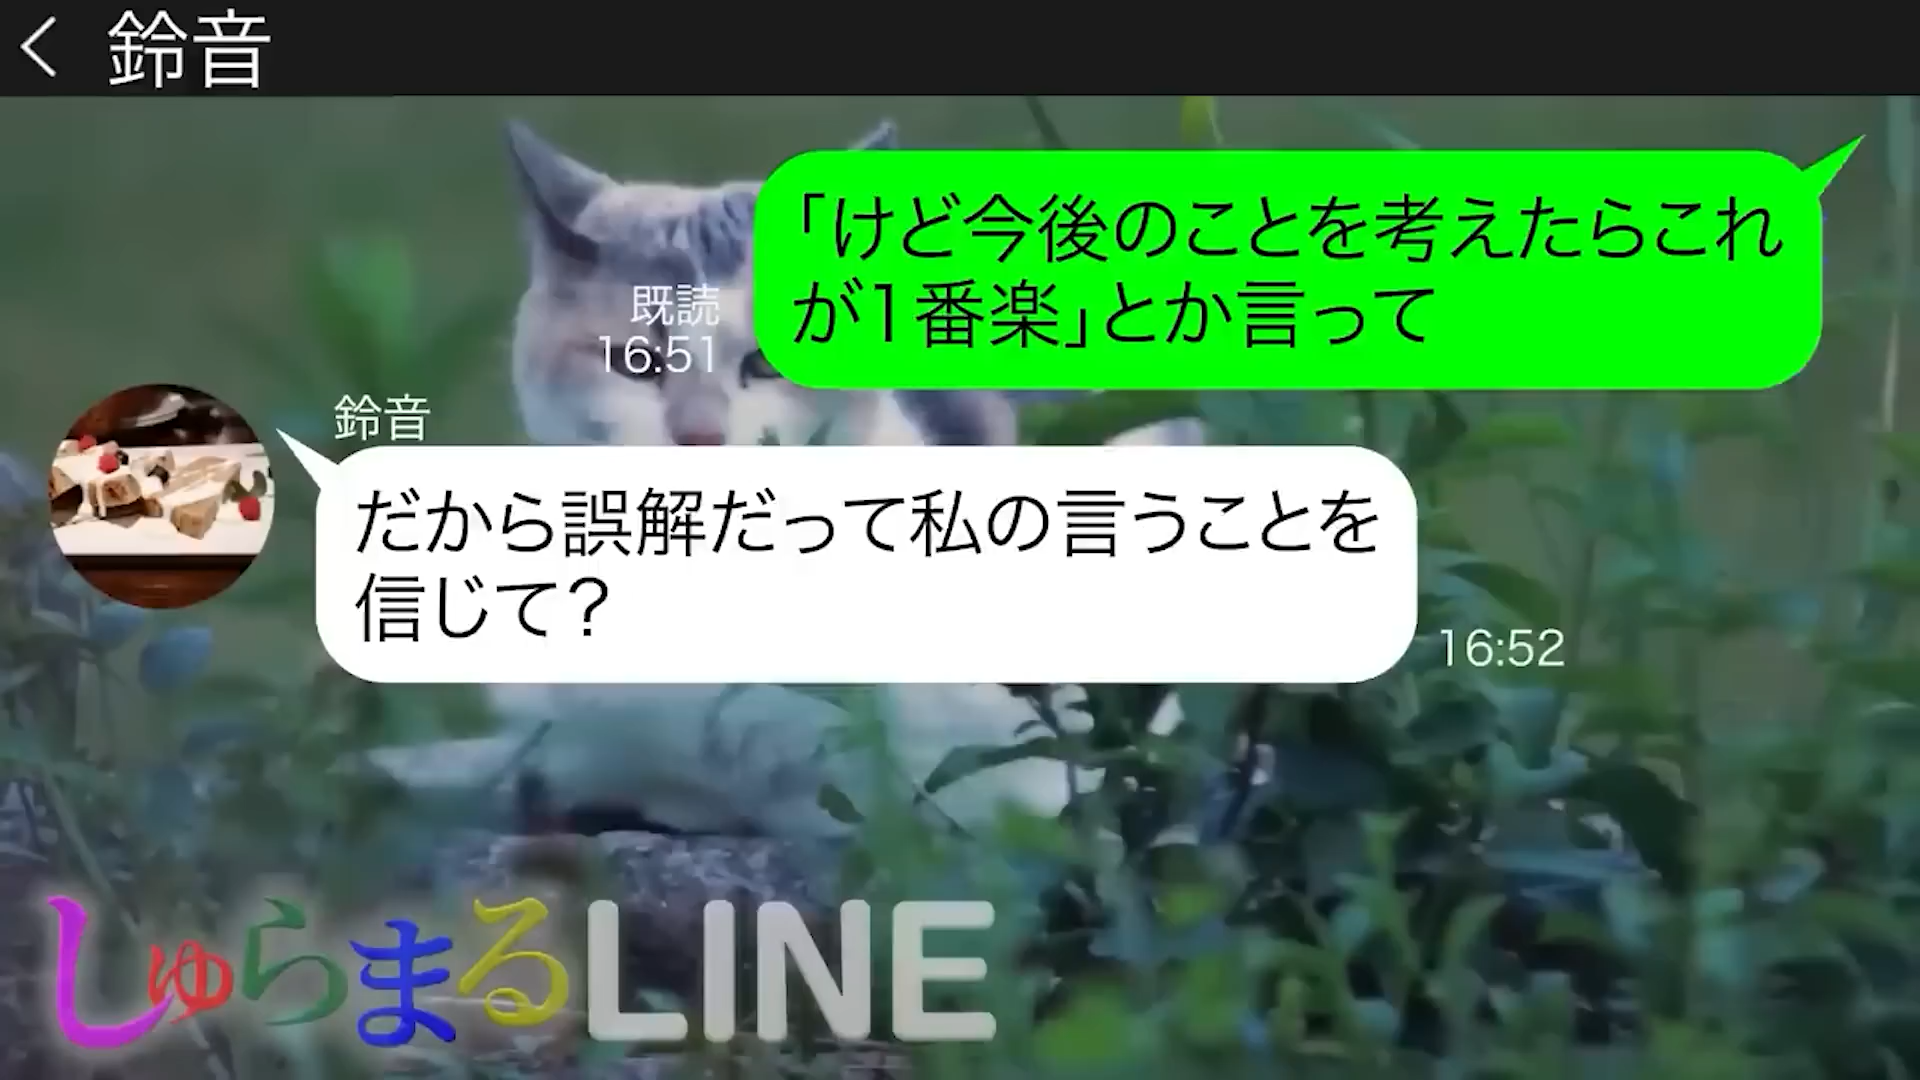 鈴音
「けど今後のことを考えたらこれ
が1番楽」とか言って
既読
16:51
鈴音
だから誤解だって私の言うことを
信じて?
16:52
しゅらまるLINE